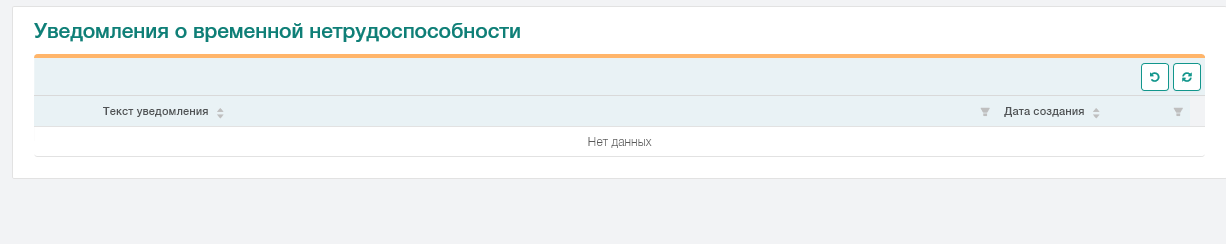 Уведомления о временной нетрудоспособности
Текст уведомления Дата создания
Нет данных